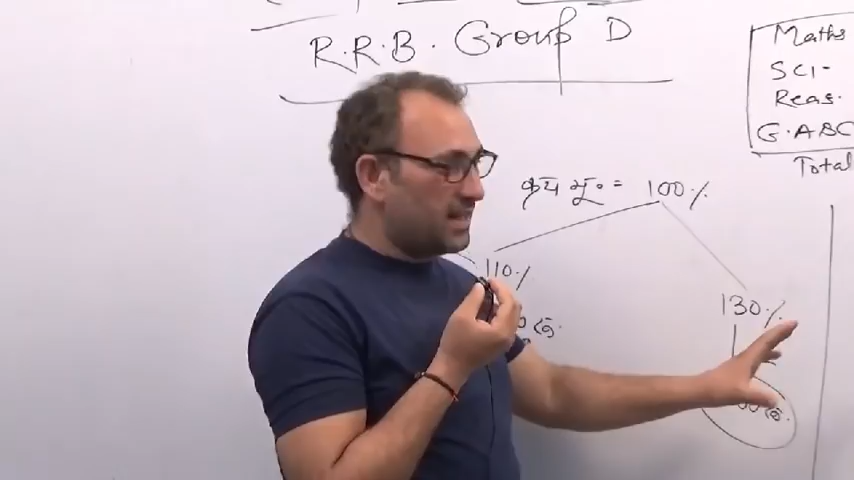 R.R.B. Group D
Maths
SCI-
Reas.
G.A&C
Total
क्रय मू० = 100%
110%
130%